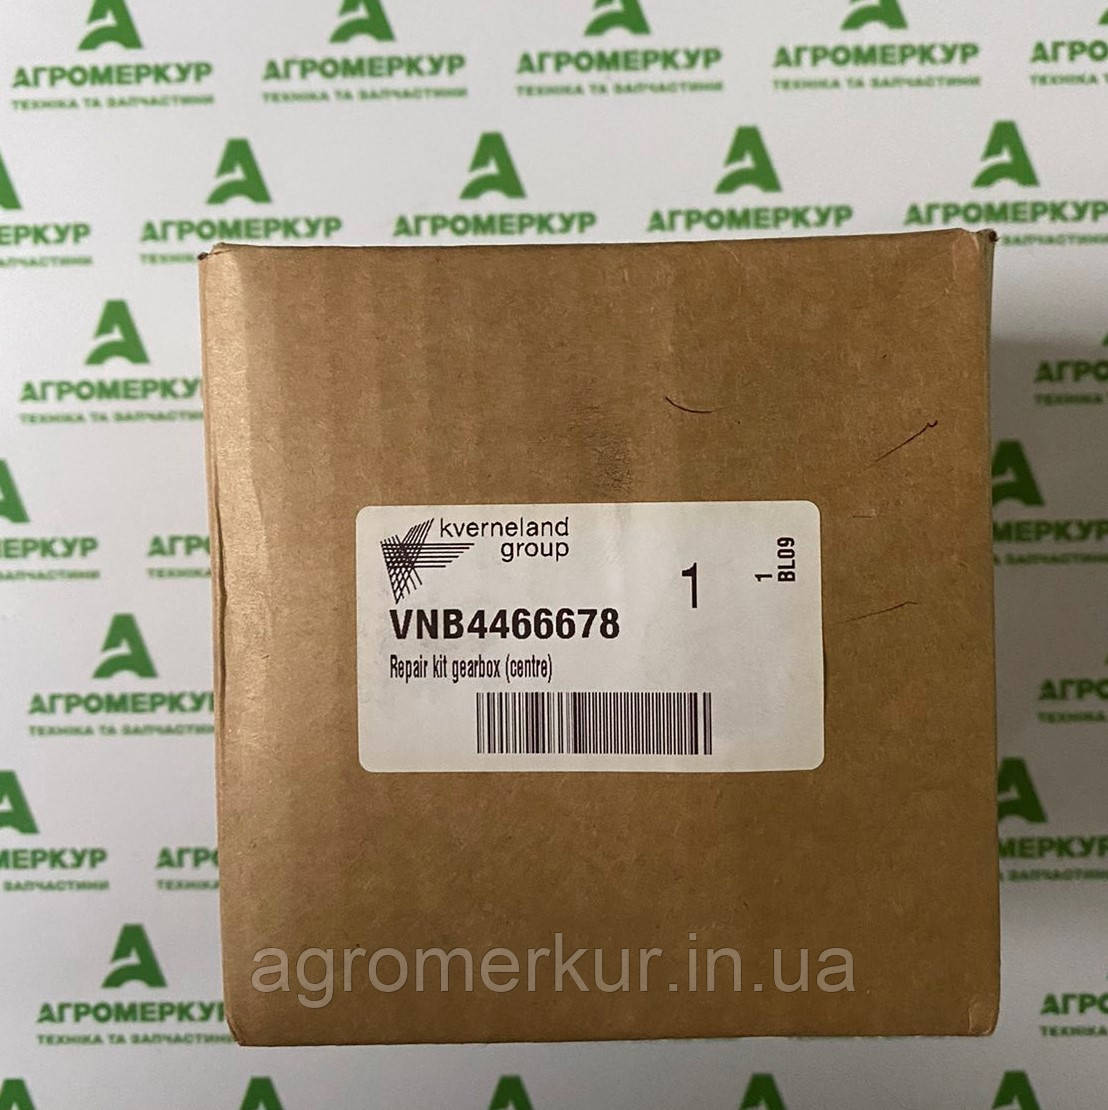 АГРОМЕРКУР
ТЕХНІКА ТА ЗАПЧАСТИНИ
kverneland
group
1
1
BL09
VNB4466678
Repair kit gearbox (centre)
agromerkur.in.ua